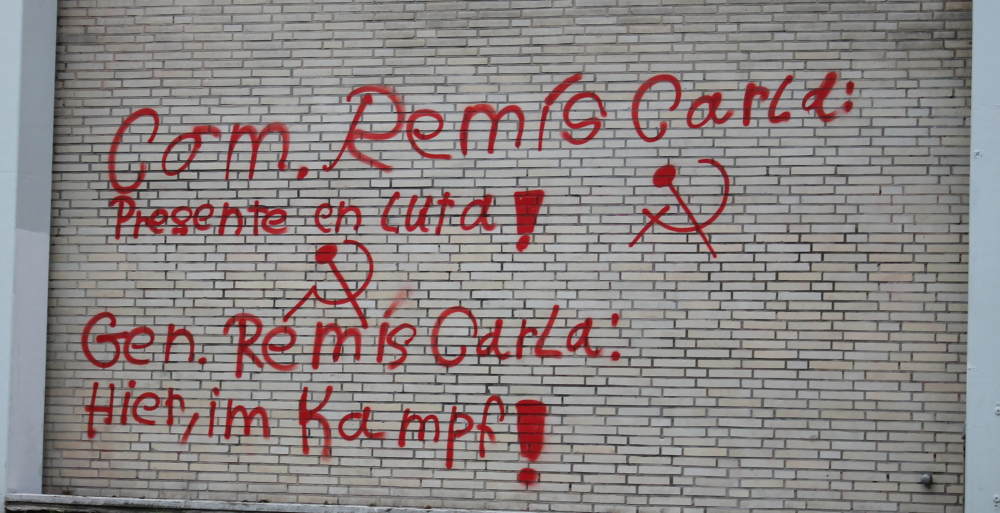 Com. Remís Carla:
Presente en Luta!
Gen. Remís Carla:
Hier, im Kampf!